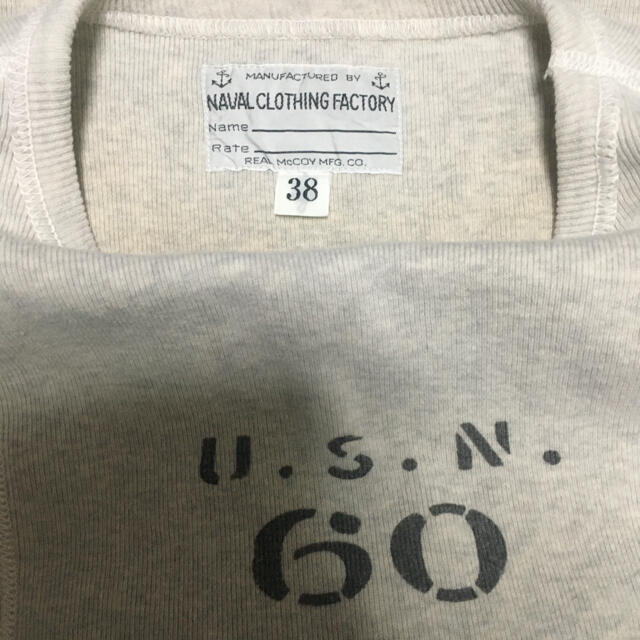 MANUFACTURED BY
NAVAL CLOTHING FACTORY
Name
Rate
REAL McCOY MFG. CO.
38
U.S.N.
60